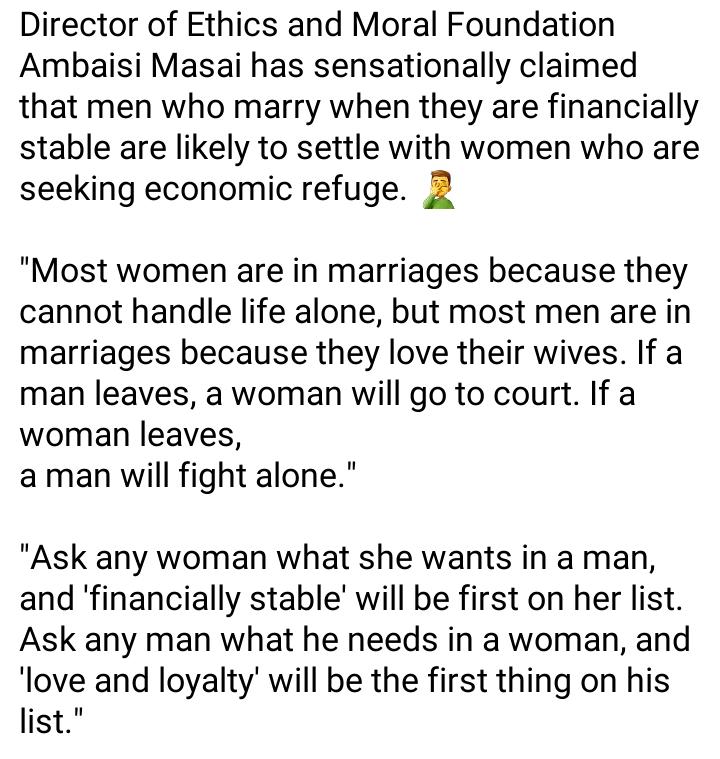 Director of Ethics and Moral Foundation
Ambaisi Masai has sensationally claimed
that men who marry when they are financially
stable are likely to settle with women who are
seeking economic refuge. 🤦‍♂️
"Most women are in marriages because they
cannot handle life alone, but most men are in
marriages because they love their wives. If a
man leaves, a woman will go to court. If a
woman leaves,
a man will fight alone."
"Ask any woman what she wants in a man,
and 'financially stable' will be first on her list.
Ask any man what he needs in a woman, and
'love and loyalty' will be the first thing on his
list."